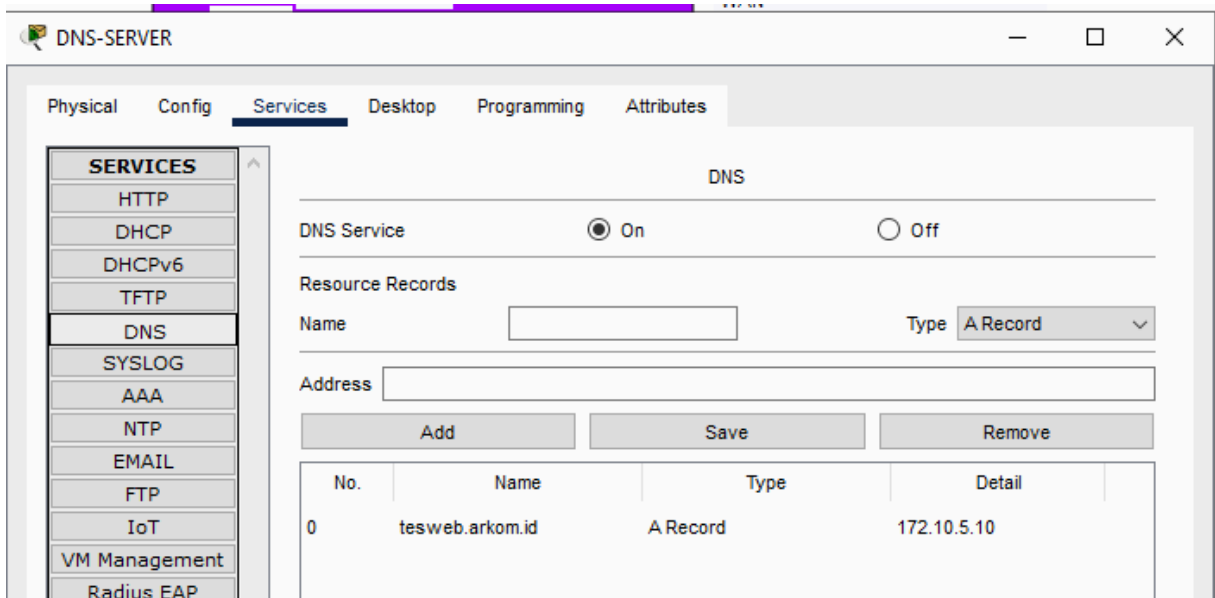 DNS-SERVER
Physical Config Services Desktop Programming Attributes
SERVICES
HTTP
DHCP
DHCPv6
TFTP
DNS
SYSLOG
AAA
NTP
EMAIL
FTP
IoT
VM Management
Radius EAP
DNS
DNS Service On Off
Resource Records
Name Type A Record
Address
Add Save Remove
No. Name Type Detail
0 tesweb.arkom.id A Record 172.10.5.10